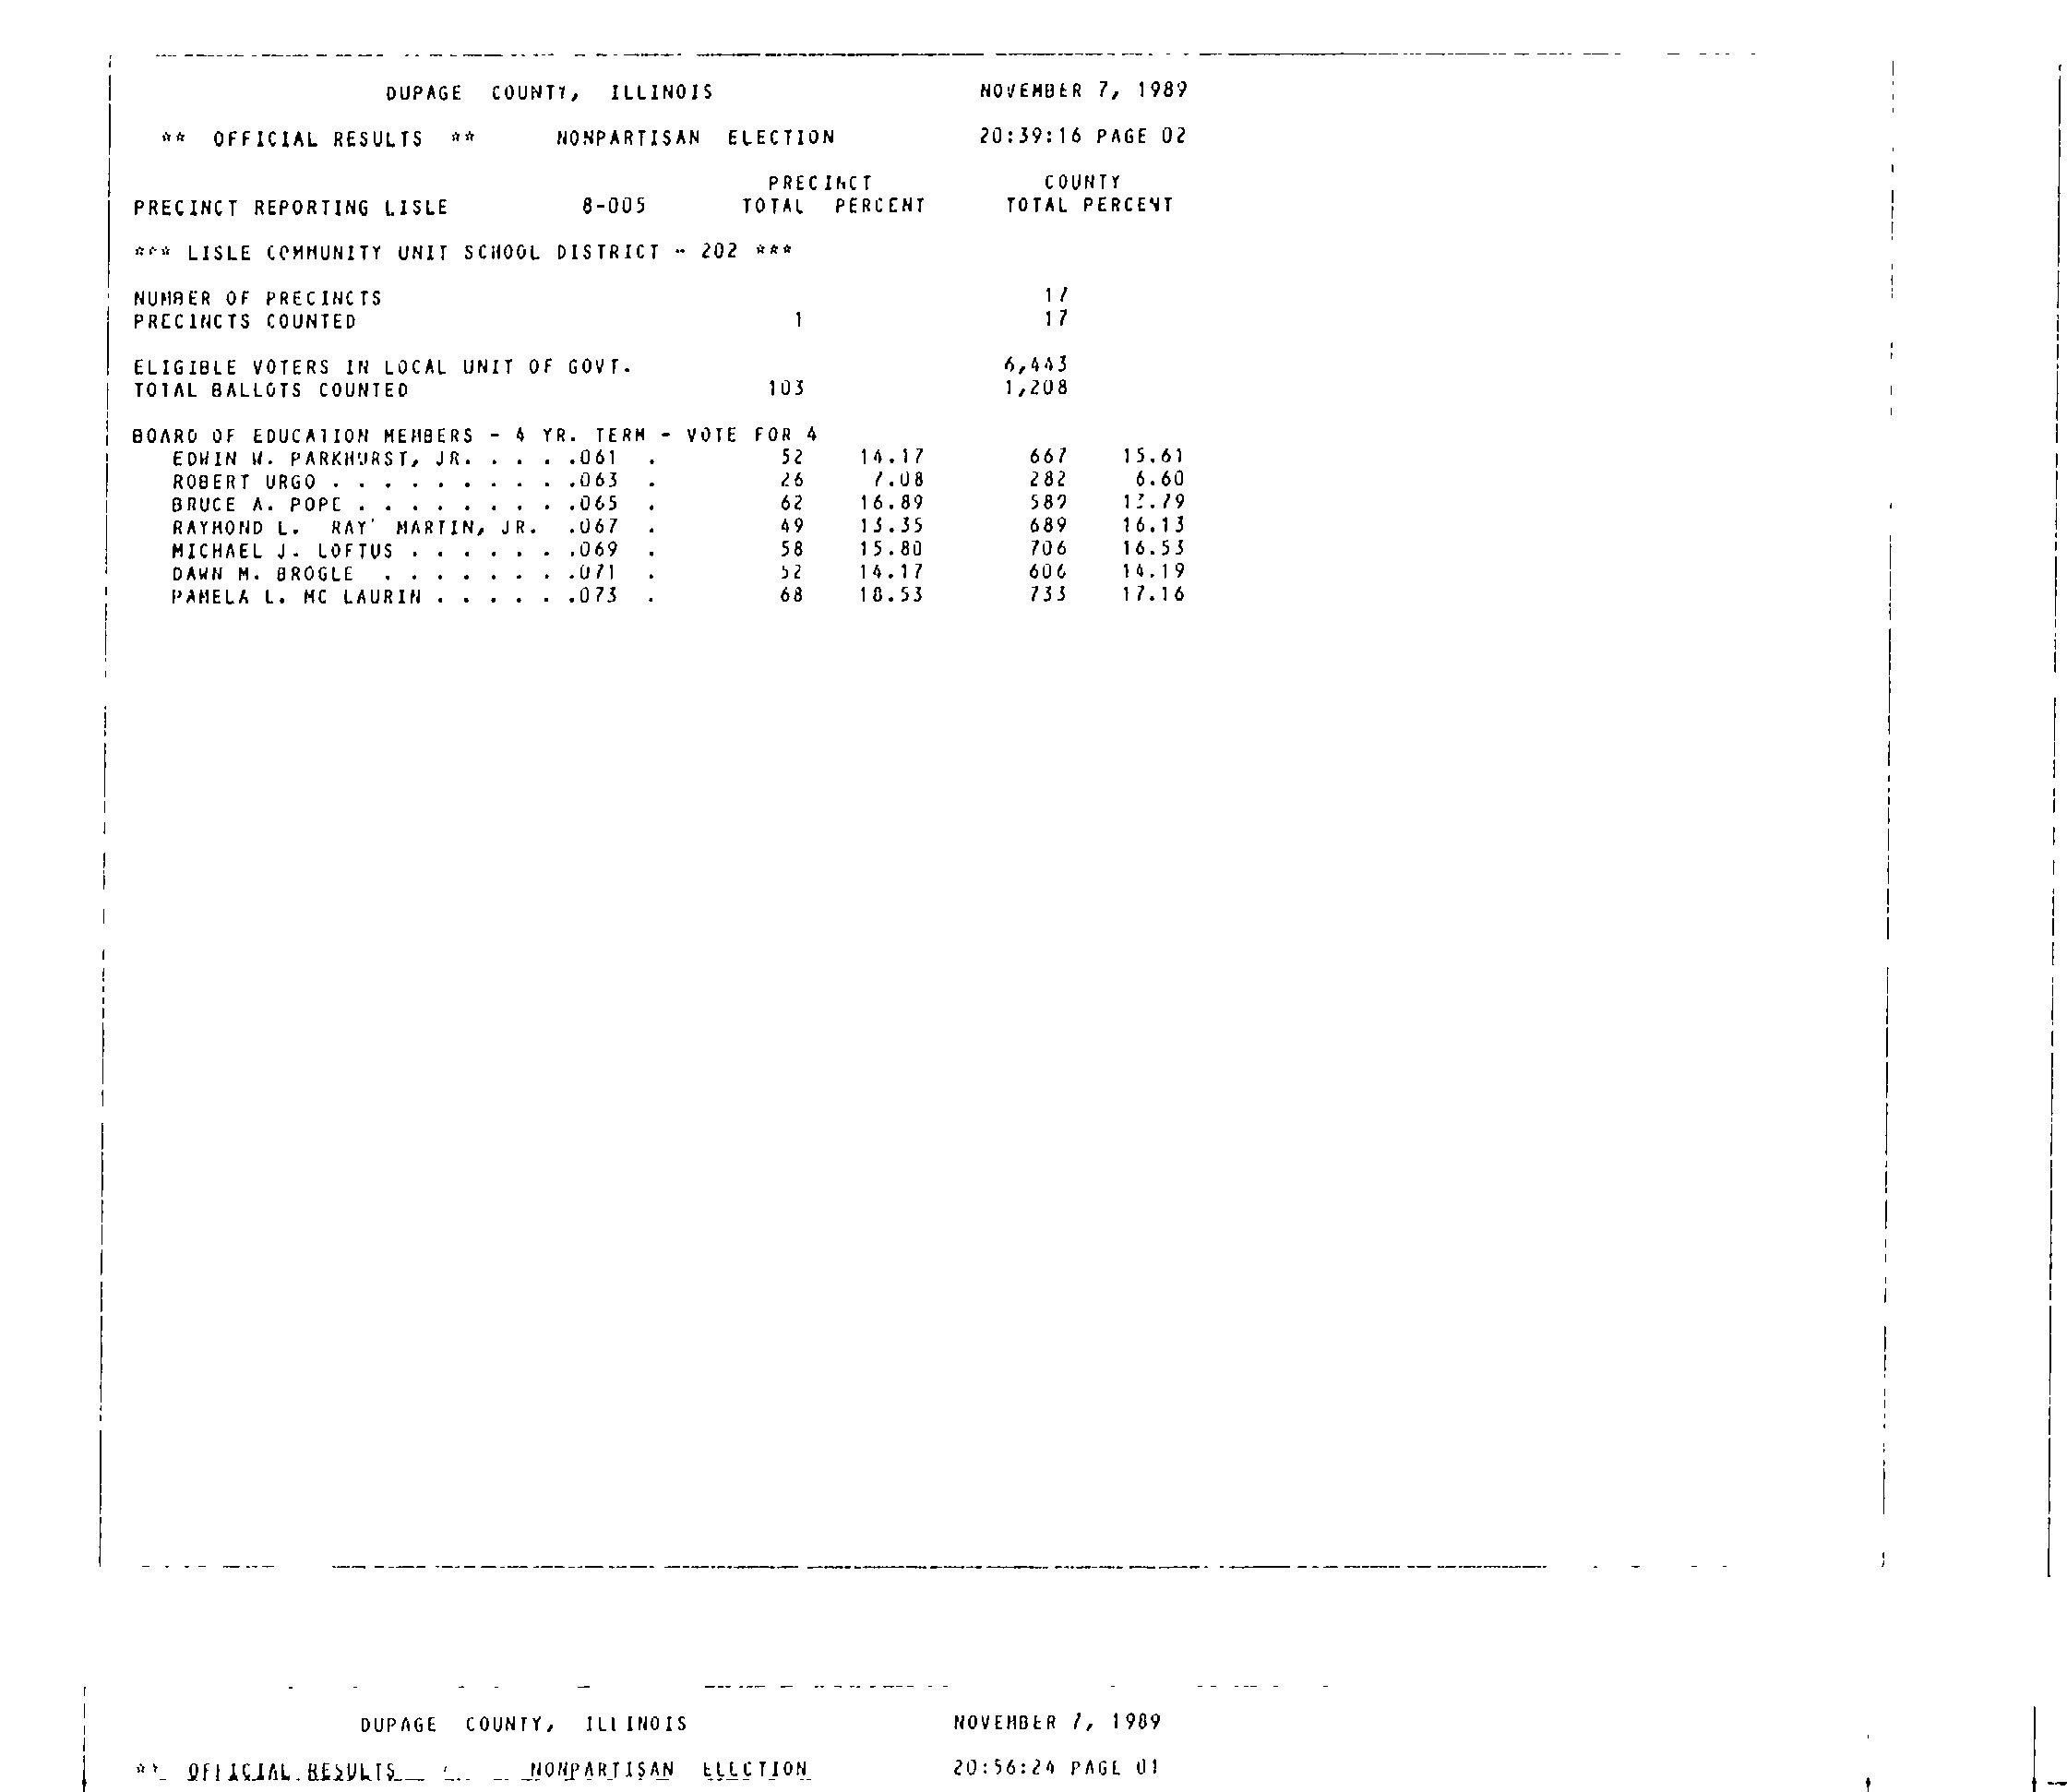 DUPAGE COUNTY, ILLINOIS NOVEMBER 7, 1989
** OFFICIAL RESULTS ** NONPARTISAN ELECTION 20:39:16 PAGE 02
PRECINCT COUNTY
PRECINCT REPORTING LISLE 8-005 TOTAL PERCENT TOTAL PERCENT
*** LISLE COMMUNITY UNIT SCHOOL DISTRICT - 202 ***
NUMBER OF PRECINCTS 17
PRECINCTS COUNTED 1 17
ELIGIBLE VOTERS IN LOCAL UNIT OF GOVT. 6,443
TOTAL BALLOTS COUNTED 103 1,208
BOARD OF EDUCATION MEMBERS - 4 YR. TERM - VOTE FOR 4
EDWIN W. PARKHURST, JR. . . . .061 . 52 14.17 667 15.61
ROBERT URGO . . . . . . . . . .063 . 26 7.08 282 6.60
BRUCE A. POPE . . . . . . . . .065 . 62 16.89 589 13.79
RAYMOND L. RAY' MARTIN, JR. .067 . 49 13.35 689 16.13
MICHAEL J. LOFTUS . . . . . . .069 . 58 15.80 706 16.53
DAWN M. BROGLE . . . . . . . .071 . 52 14.17 606 14.19
PAMELA L. MC LAURIN . . . . . .073 . 68 18.53 733 17.16
DUPAGE COUNTY, ILLINOIS NOVEMBER 7, 1989
** OFFICIAL RESULTS NONPARTISAN ELECTION 20:56:24 PAGE 01